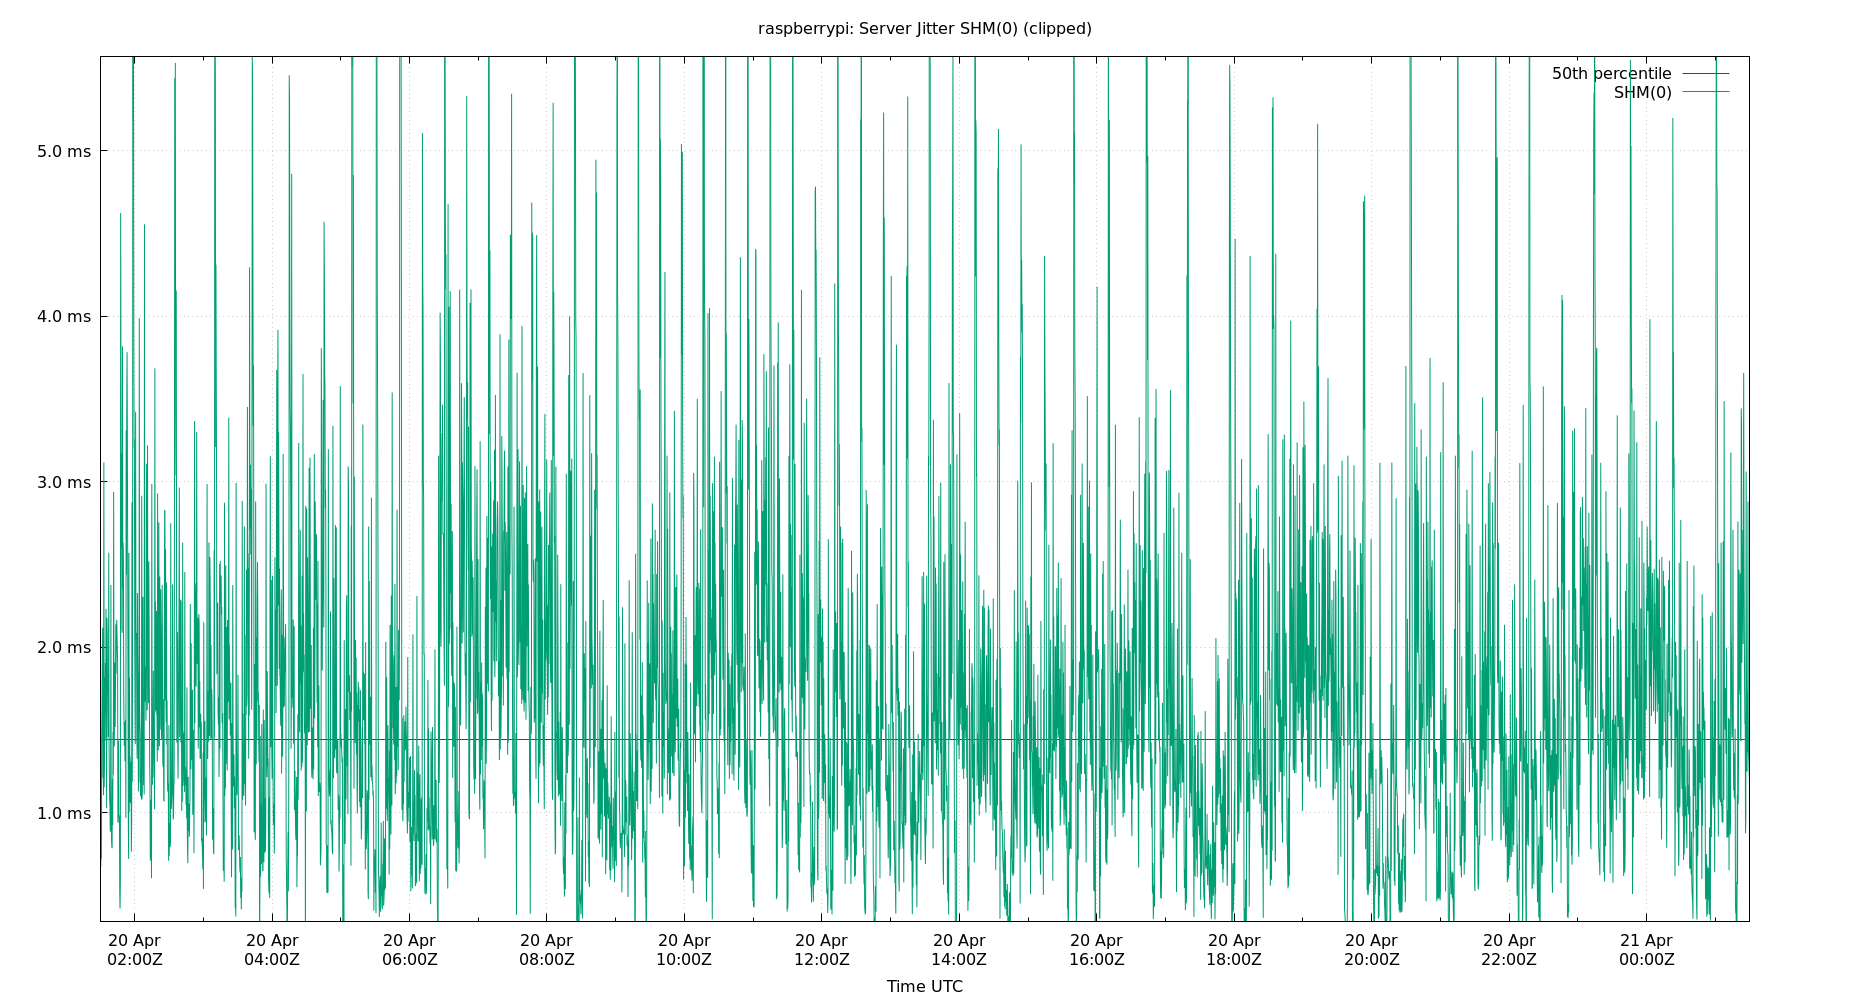 raspberrypi: Server Jitter SHM(0) (clipped)
50th percentile
SHM(0)
5.0 ms
4.0 ms
3.0 ms
2.0 ms
1.0 ms
20 Apr 20 Apr 20 Apr 20 Apr 20 Apr 20 Apr 20 Apr 20 Apr 20 Apr 20 Apr 20 Apr 21 Apr
02:00Z 04:00Z 06:00Z 08:00Z 10:00Z 12:00Z 14:00Z 16:00Z 18:00Z 20:00Z 22:00Z 00:00Z
Time UTC